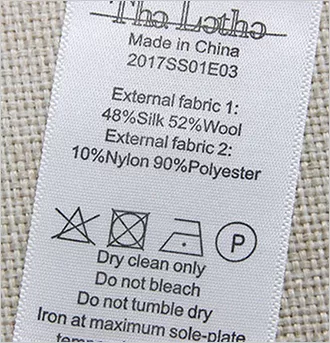 Made in China
2017SS01E03
External fabric 1:
48%Silk 52%Wool
External fabric 2:
10%Nylon 90%Polyester
P
Dry clean only
Do not bleach
Do not tumble dry
Iron at maximum sole-plate